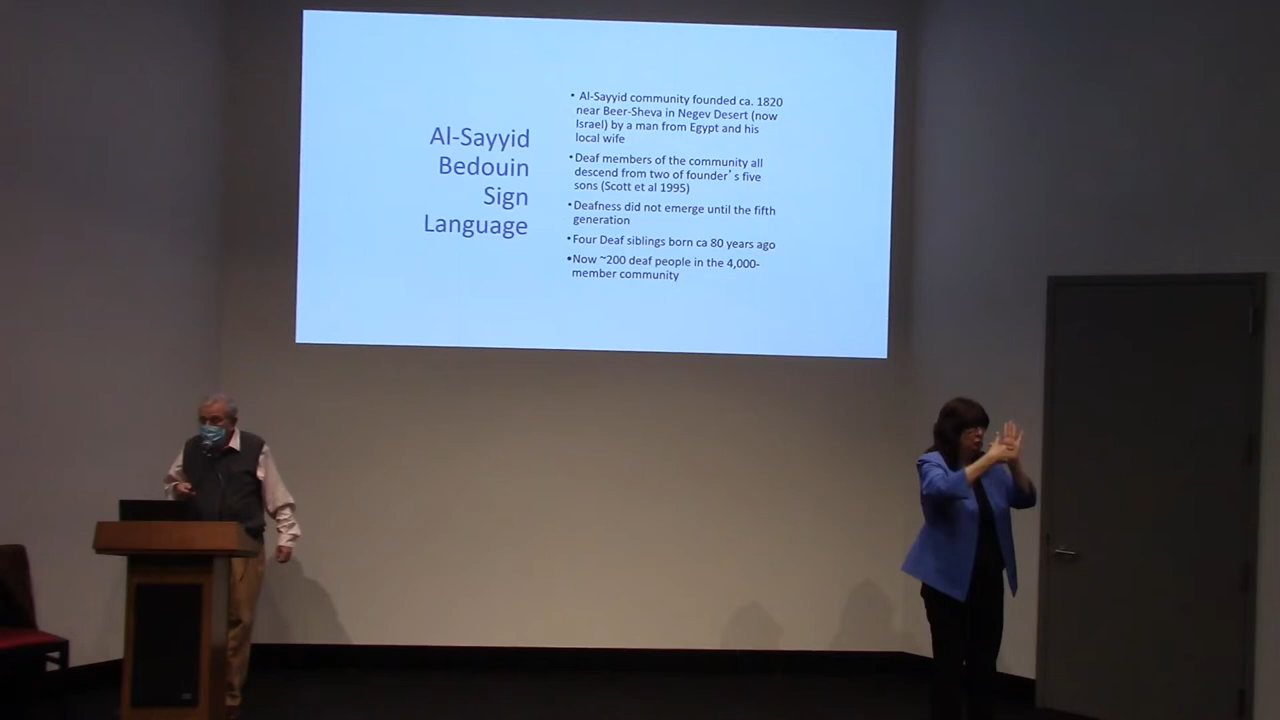 Al-Sayyid
Bedouin
Sign
Language
• Al-Sayyid community founded ca. 1820
near Beer-Sheva in Negev Desert (now
Israel) by a man from Egypt and his
local wife
•Deaf members of the community all
descend from two of founder's five
sons (Scott et al 1995)
•Deafness did not emerge until the fifth
generation
•Four Deaf siblings born ca 80 years ago
•Now ~200 deaf people in the 4,000-
member community